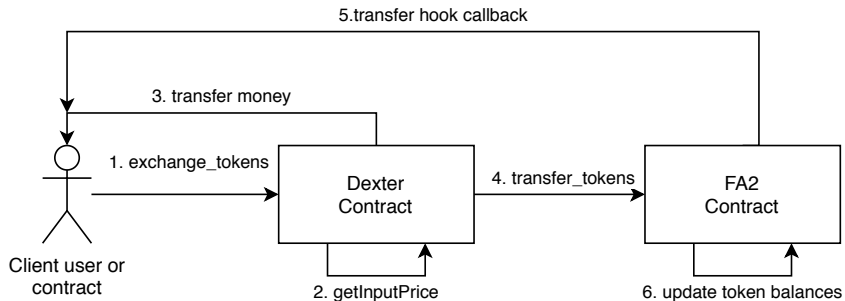 5.transfer hook callback
3. transfer money
1. exchange_tokens
Dexter
Contract
4. transfer_tokens
FA2
Contract
Client user or
contract
2. getInputPrice
6. update token balances